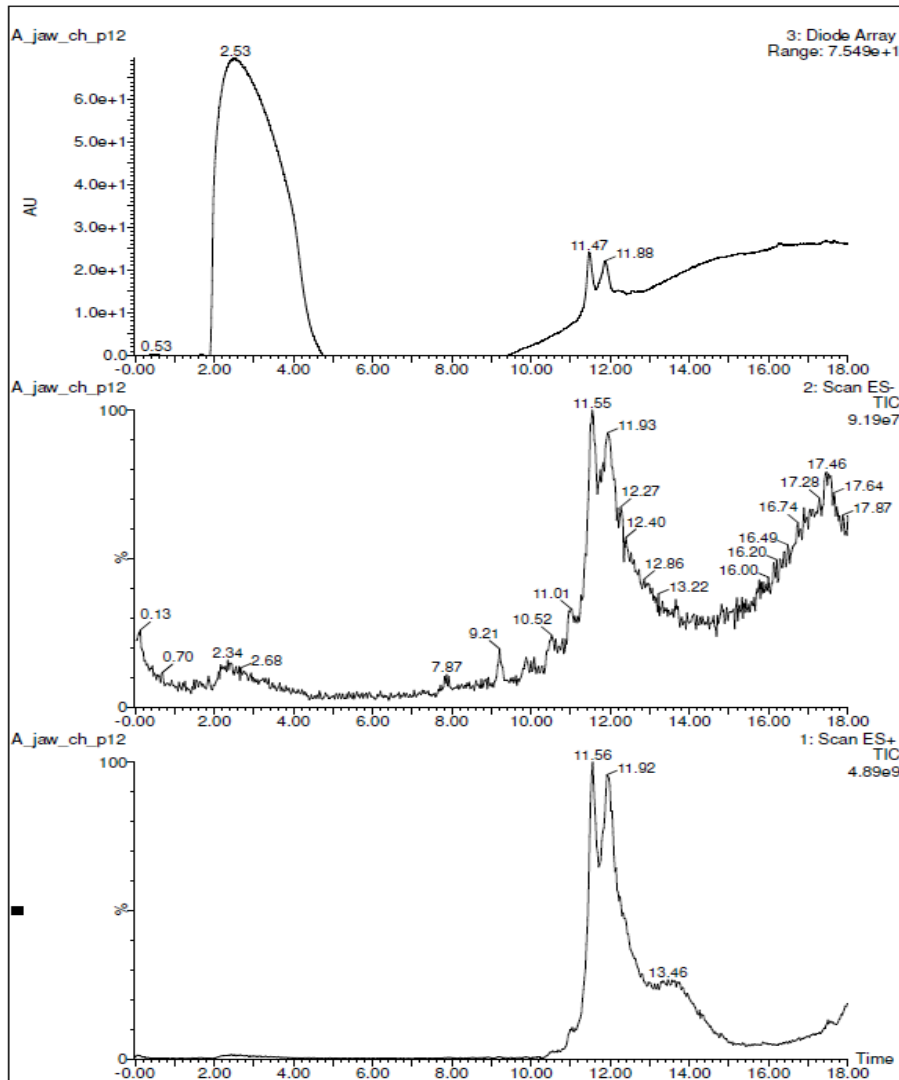 A_jaw_ch_p12
3: Diode Array
Range: 7.549e+1
2.53
6.0e+1
5.0e+1
4.0e+1
AU
3.0e+1
11.47
11.88
2.0e+1
1.0e+1
0.53
0.0
-0.00 2.00 4.00 6.00 8.00 10.00 12.00 14.00 16.00 18.00
A_jaw_ch_p12
2: Scan ES-
TIC
9.19e7
100
11.55
11.93
17.46
17.28
17.64
12.27
16.74
17.87
12.40
16.49
%
12.86
16.20
16.00
13.22
11.01
10.52
0.13
9.21
0.70
2.34
2.68
7.87
0
-0.00 2.00 4.00 6.00 8.00 10.00 12.00 14.00 16.00 18.00
A_jaw_ch_p12
1: Scan ES+
TIC
4.89e9
100
11.56
11.92
%
13.46
0
Time
-0.00 2.00 4.00 6.00 8.00 10.00 12.00 14.00 16.00 18.00